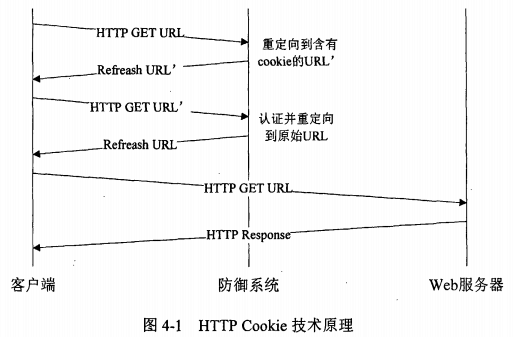 HTTP GET URL
重定向到含有
cookie的URL’
Refreash URL’
HTTP GET URL’
认证并重定向
到原始URL
Refreash URL
HTTP GET URL
HTTP Response
客户端
防御系统
Web服务器
图 4-1 HTTP Cookie 技术原理